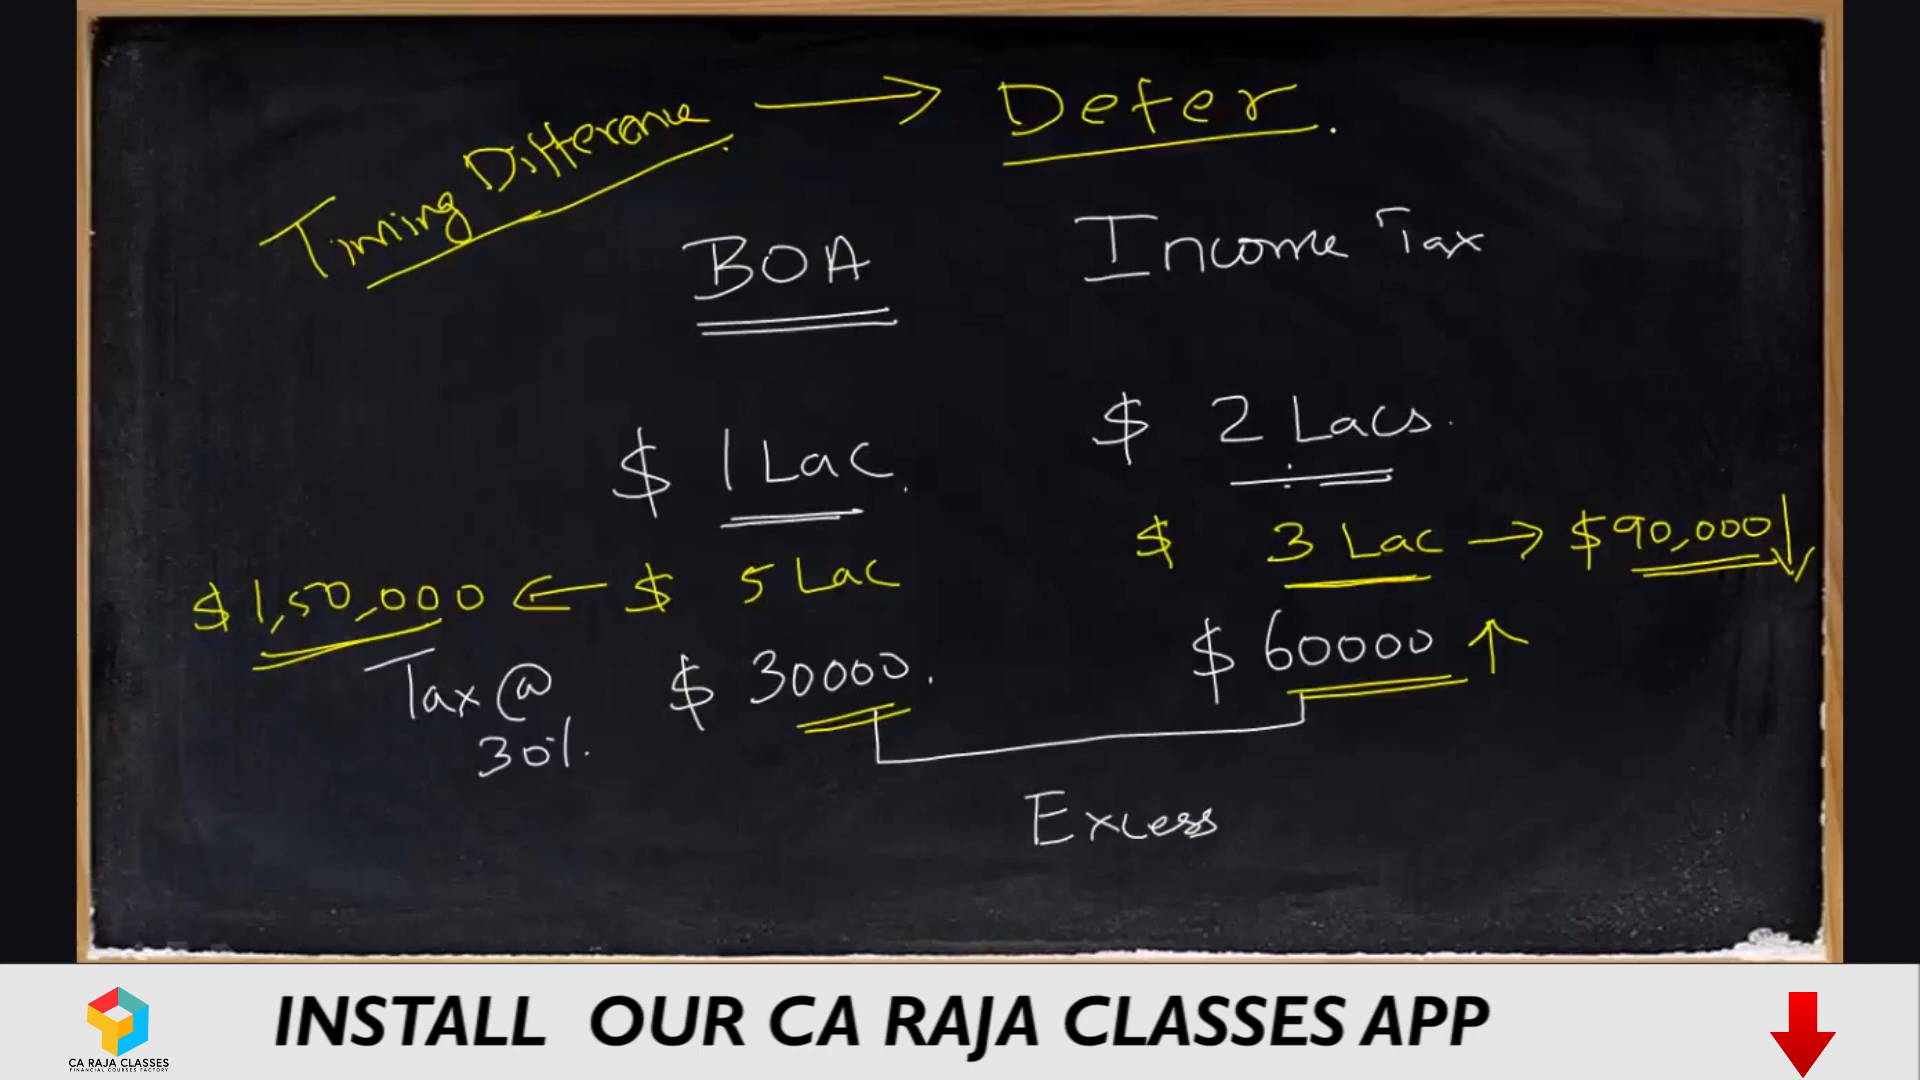 Timing Difference → Defer.
BOA Income Tax
$ 1 Lac. $ 2 Lacs.
$ 3 Lac → $90,000 ↓
$1,50,000 ← $ 5 Lac
Tax @ 30%. $ 30000. $ 60000 ↑
Excess
INSTALL OUR CA RAJA CLASSES APP
CA RAJA CLASSES
FINANCIAL COURSES FACTORY